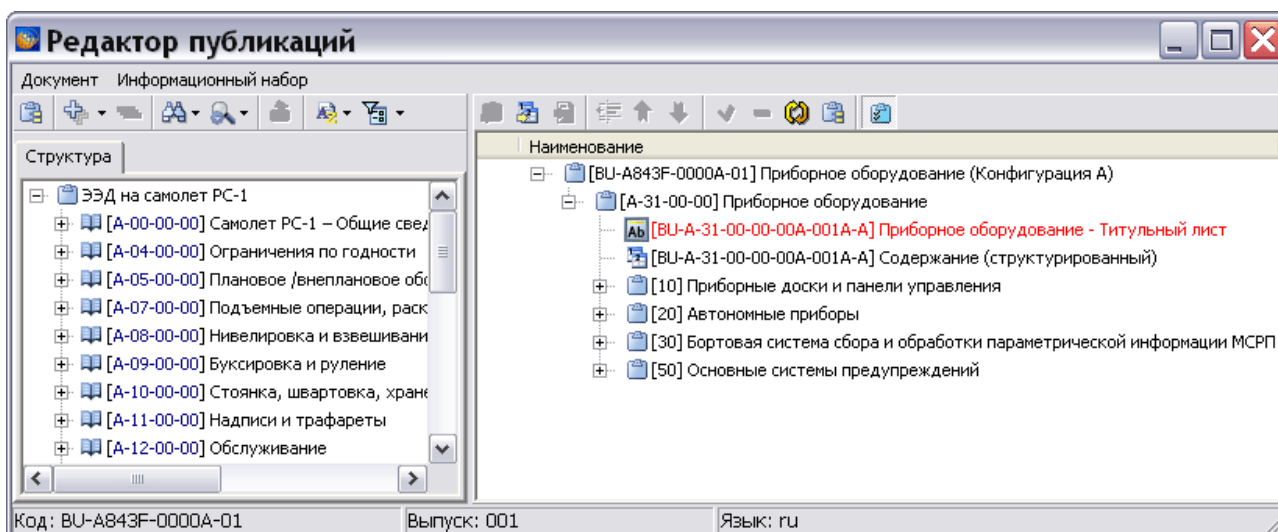 Редактор публикаций
Документ Информационный набор
Структура
ЭЭД на самолет РС-1
[A-00-00-00] Самолет РС-1 – Общие свед
[A-04-00-00] Ограничения по годности
[A-05-00-00] Плановое /внеплановое обс
[A-07-00-00] Подъемные операции, раск
[A-08-00-00] Нивелировка и взвешивани
[A-09-00-00] Буксировка и руление
[A-10-00-00] Стоянка, швартовка, хране
[A-11-00-00] Надписи и трафареты
[A-12-00-00] Обслуживание
Наименование
[BU-A843F-0000A-01] Приборное оборудование (Конфигурация А)
[A-31-00-00] Приборное оборудование
Ab [BU-A-31-00-00-00A-001A-A] Приборное оборудование - Титульный лист
[BU-A-31-00-00-00A-001A-A] Содержание (структурированный)
[10] Приборные доски и панели управления
[20] Автономные приборы
[30] Бортовая система сбора и обработки параметрической информации МСРП
[50] Основные системы предупреждений
Код: BU-A843F-0000A-01 Выпуск: 001 Язык: ru